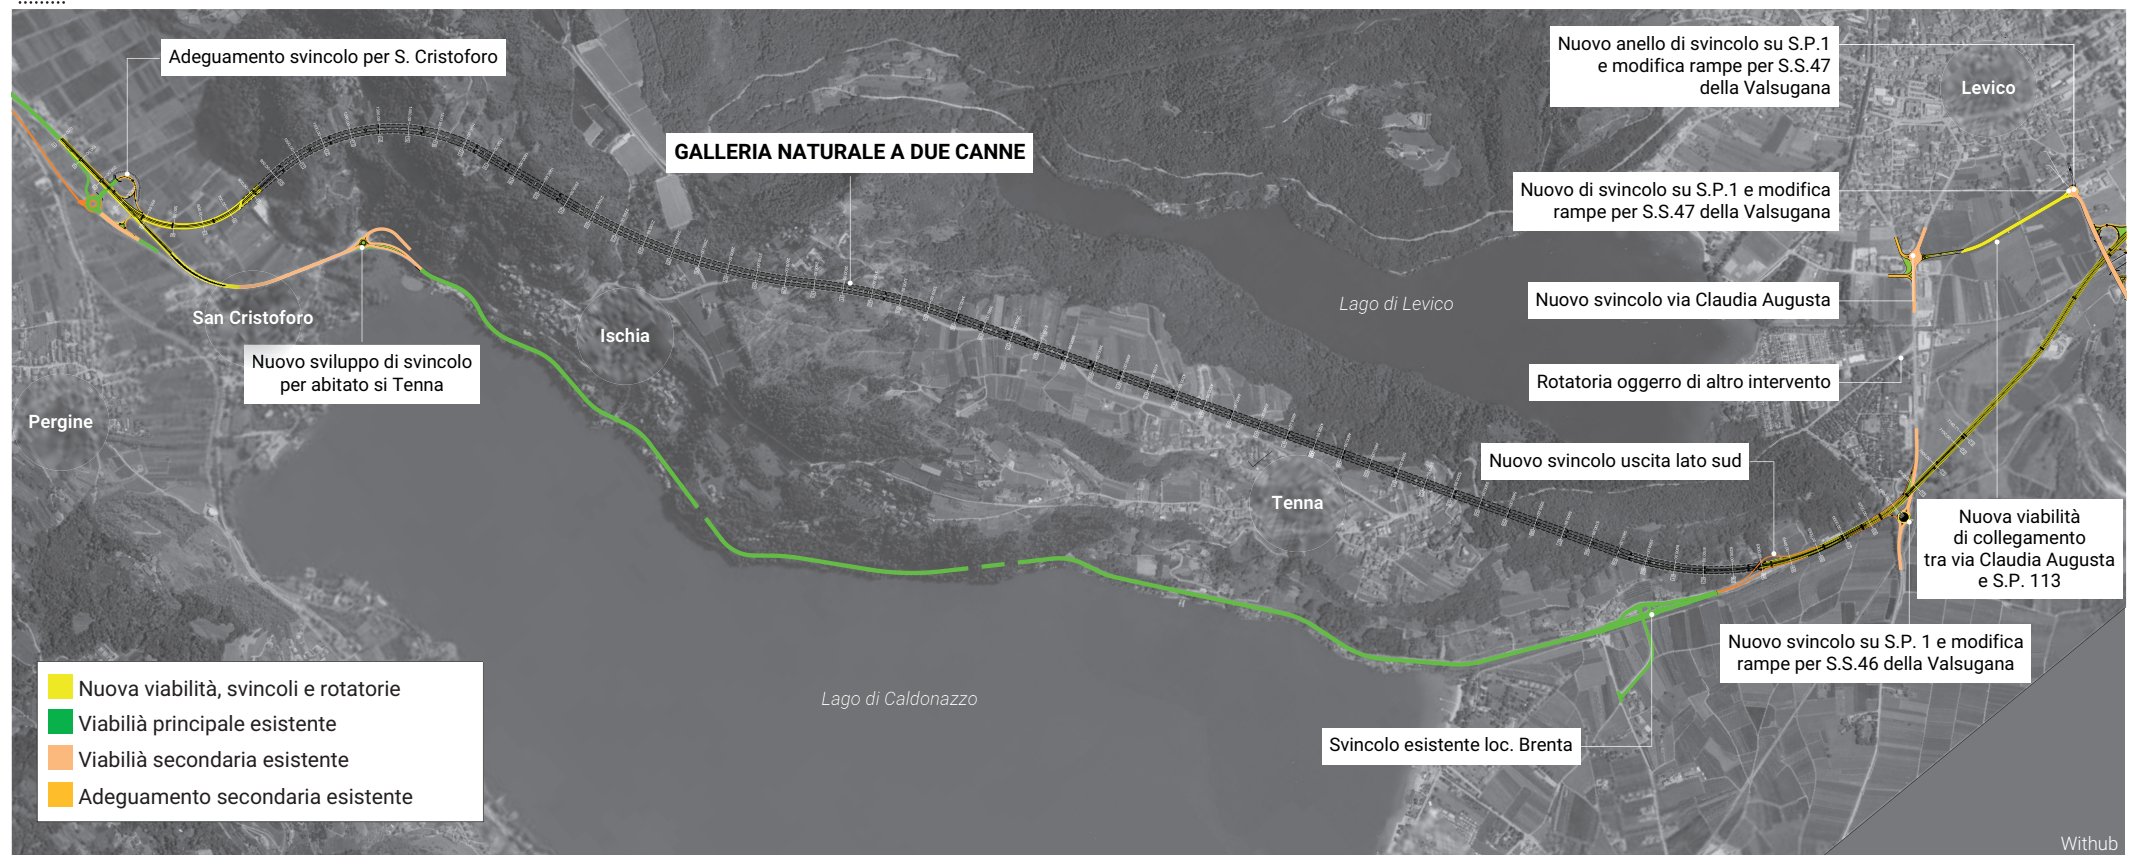 Adeguamento svincolo per S. Cristoforo
GALLERIA NATURALE A DUE CANNE
Nuovo anello di svincolo su S.P.1
e modifica rampe per S.S.47
della Valsugana
Levico
Nuovo di svincolo su S.P.1 e modifica
rampe per S.S.47 della Valsugana
Nuovo svincolo via Claudia Augusta
Lago di Levico
San Cristoforo
Ischia
Nuovo sviluppo di svincolo
per abitato si Tenna
Rotatoria oggerro di altro intervento
Pergine
Nuovo svincolo uscita lato sud
Tenna
Nuova viabilità
di collegamento
tra via Claudia Augusta
e S.P. 113
Nuovo svincolo su S.P. 1 e modifica
rampe per S.S.46 della Valsugana
Lago di Caldonazzo
Svincolo esistente loc. Brenta
Nuova viabilità, svincoli e rotatorie
Viabilià principale esistente
Viabilià secondaria esistente
Adeguamento secondaria esistente
Withub